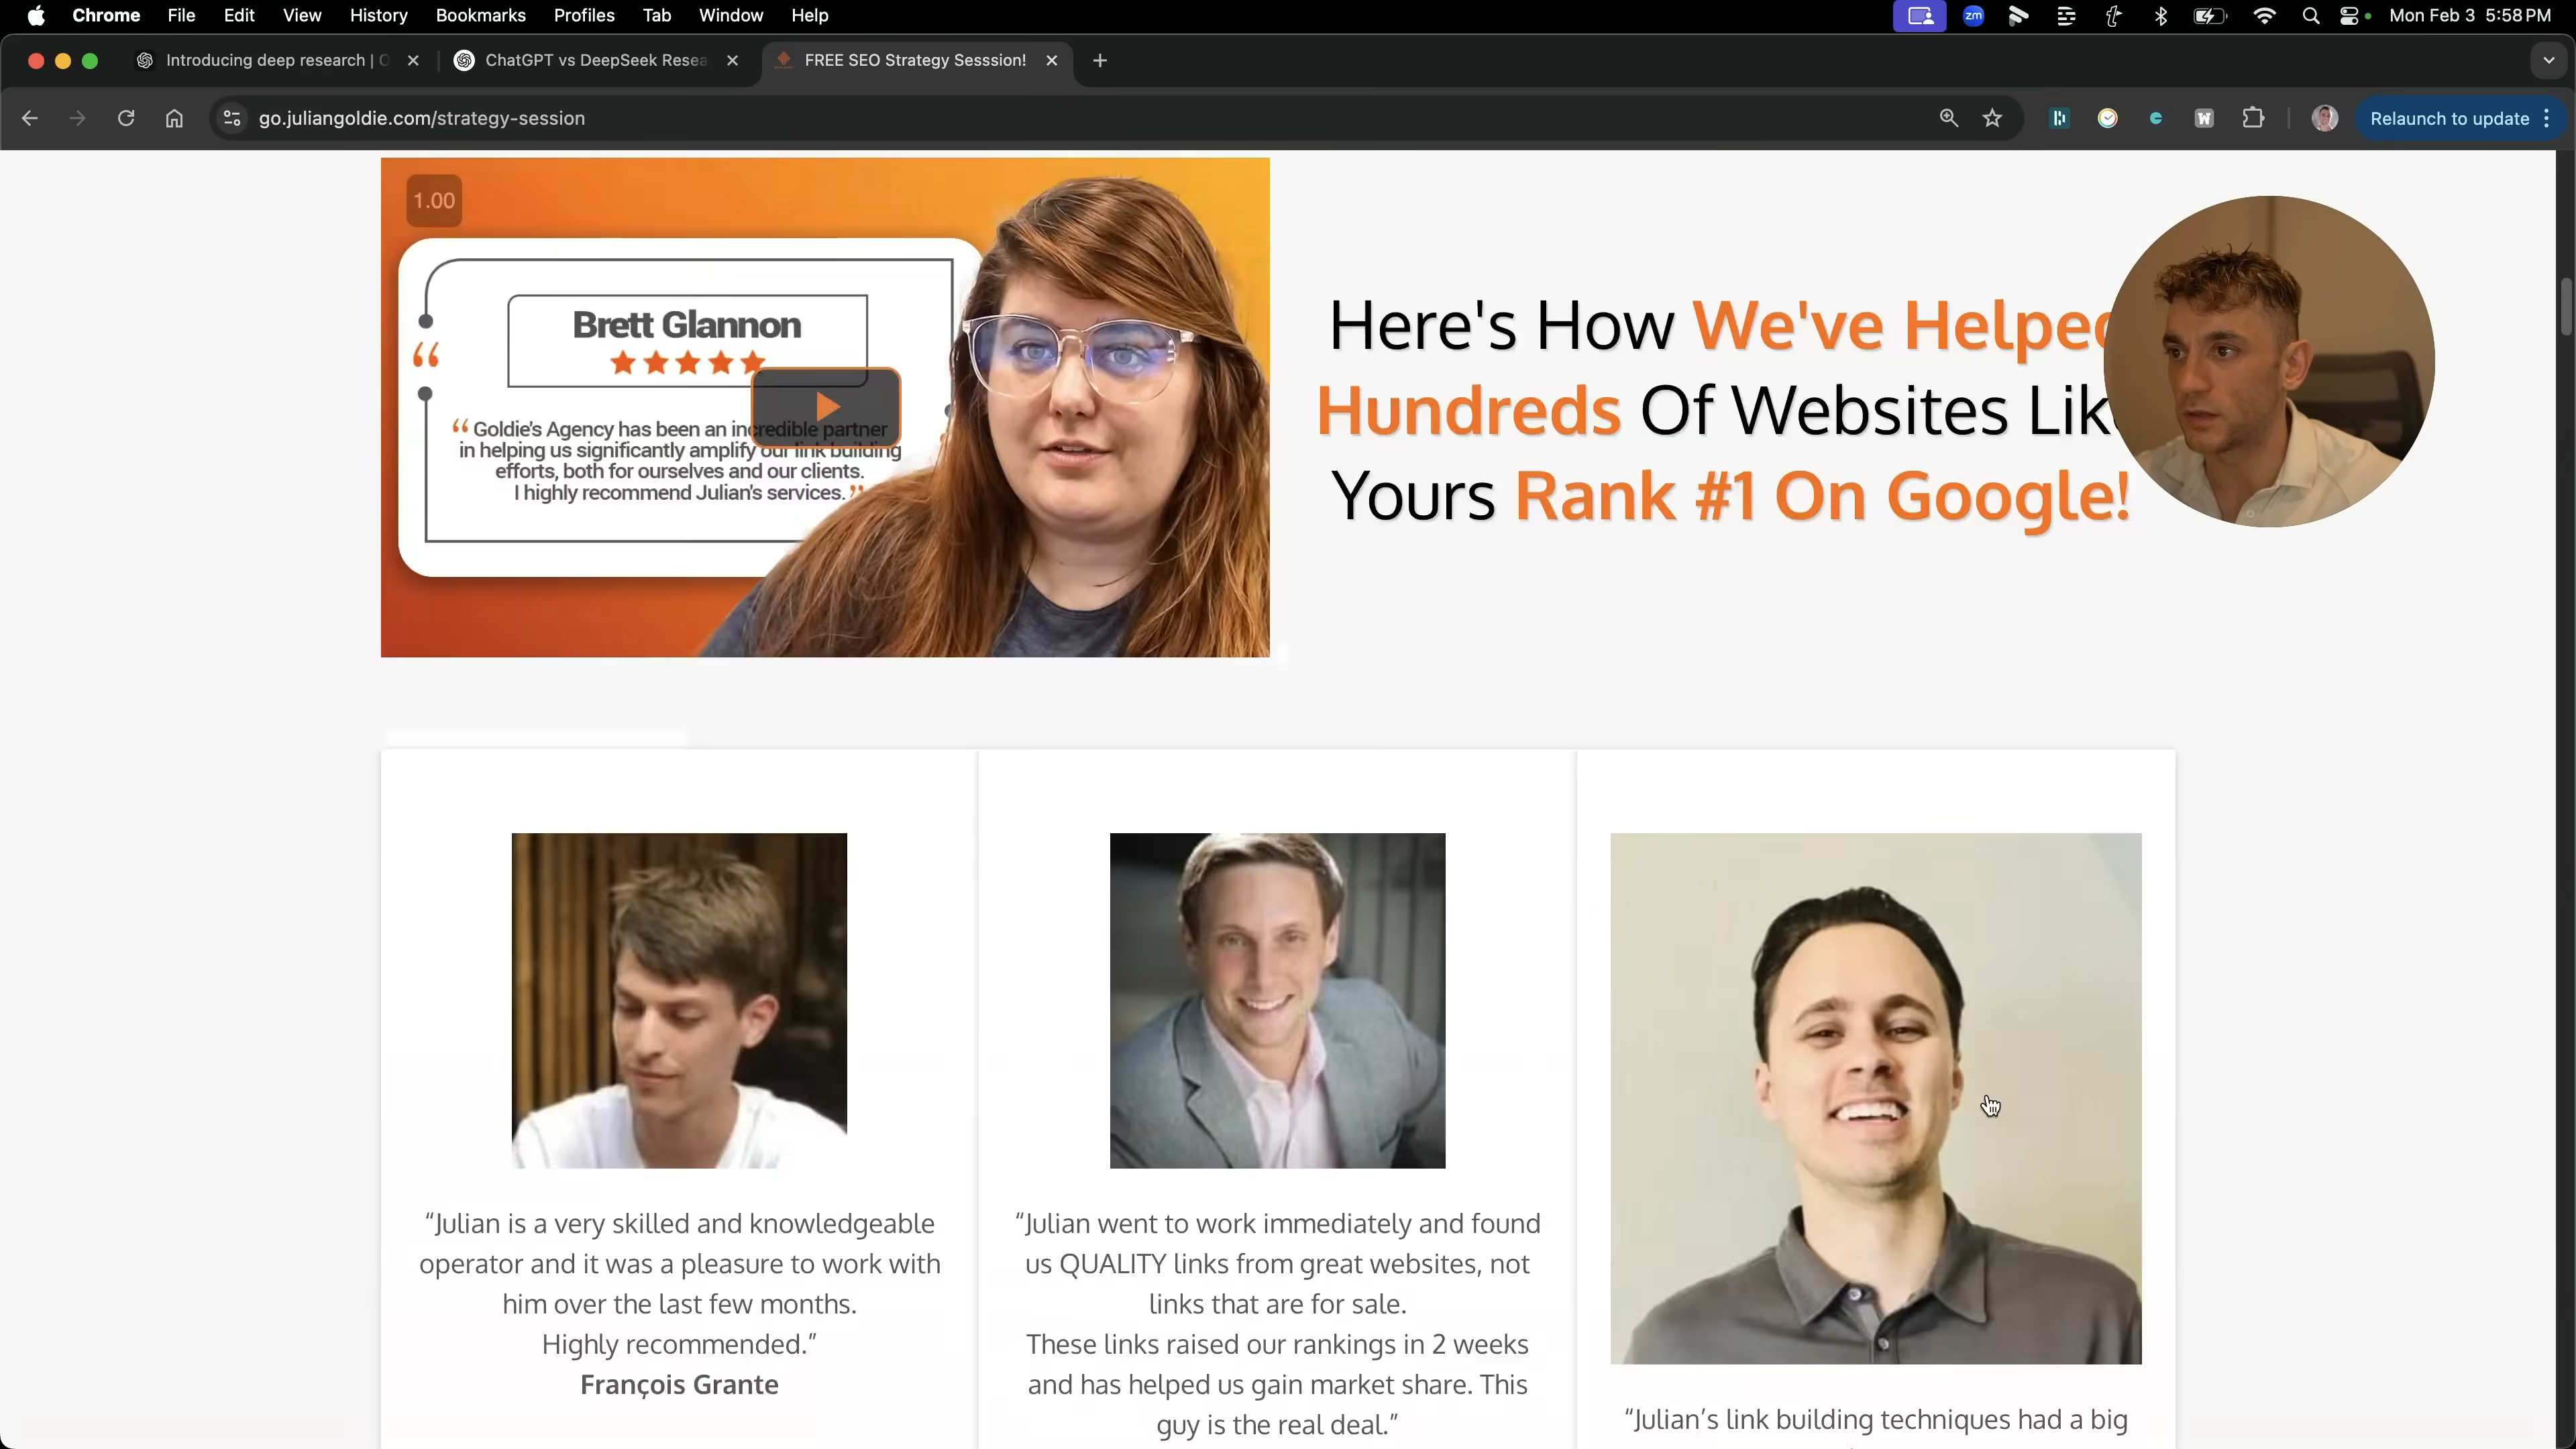 Chrome File Edit View History Bookmarks Profiles Tab Window Help
zm
Mon Feb 3 5:58 PM
Introducing deep research | O
ChatGPT vs DeepSeek Resea
FREE SEO Strategy Sesssion!
go.juliangoldie.com/strategy-session
Relaunch to update
1.00
Brett Glannon
“ Goldie's Agency has been an incredible partner
in helping us significantly amplify our link building
efforts, both for ourselves and our clients.
I highly recommend Julian's services. ”
Here's How We've Helped
Hundreds Of Websites Like
Yours Rank #1 On Google!
“Julian is a very skilled and knowledgeable
operator and it was a pleasure to work with
him over the last few months.
Highly recommended.”
François Grante
“Julian went to work immediately and found
us QUALITY links from great websites, not
links that are for sale.
These links raised our rankings in 2 weeks
and has helped us gain market share. This
guy is the real deal.”
“Julian’s link building techniques had a big